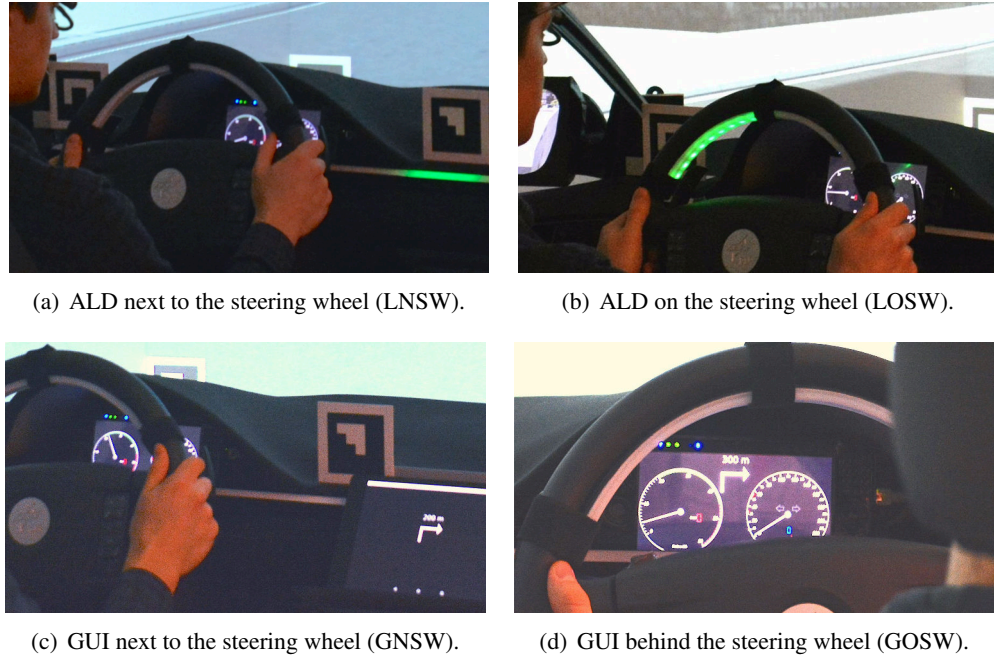 (a) ALD next to the steering wheel (LNSW).
(b) ALD on the steering wheel (LOSW).
200 m
300 m
D
(c) GUI next to the steering wheel (GNSW).
(d) GUI behind the steering wheel (GOSW).